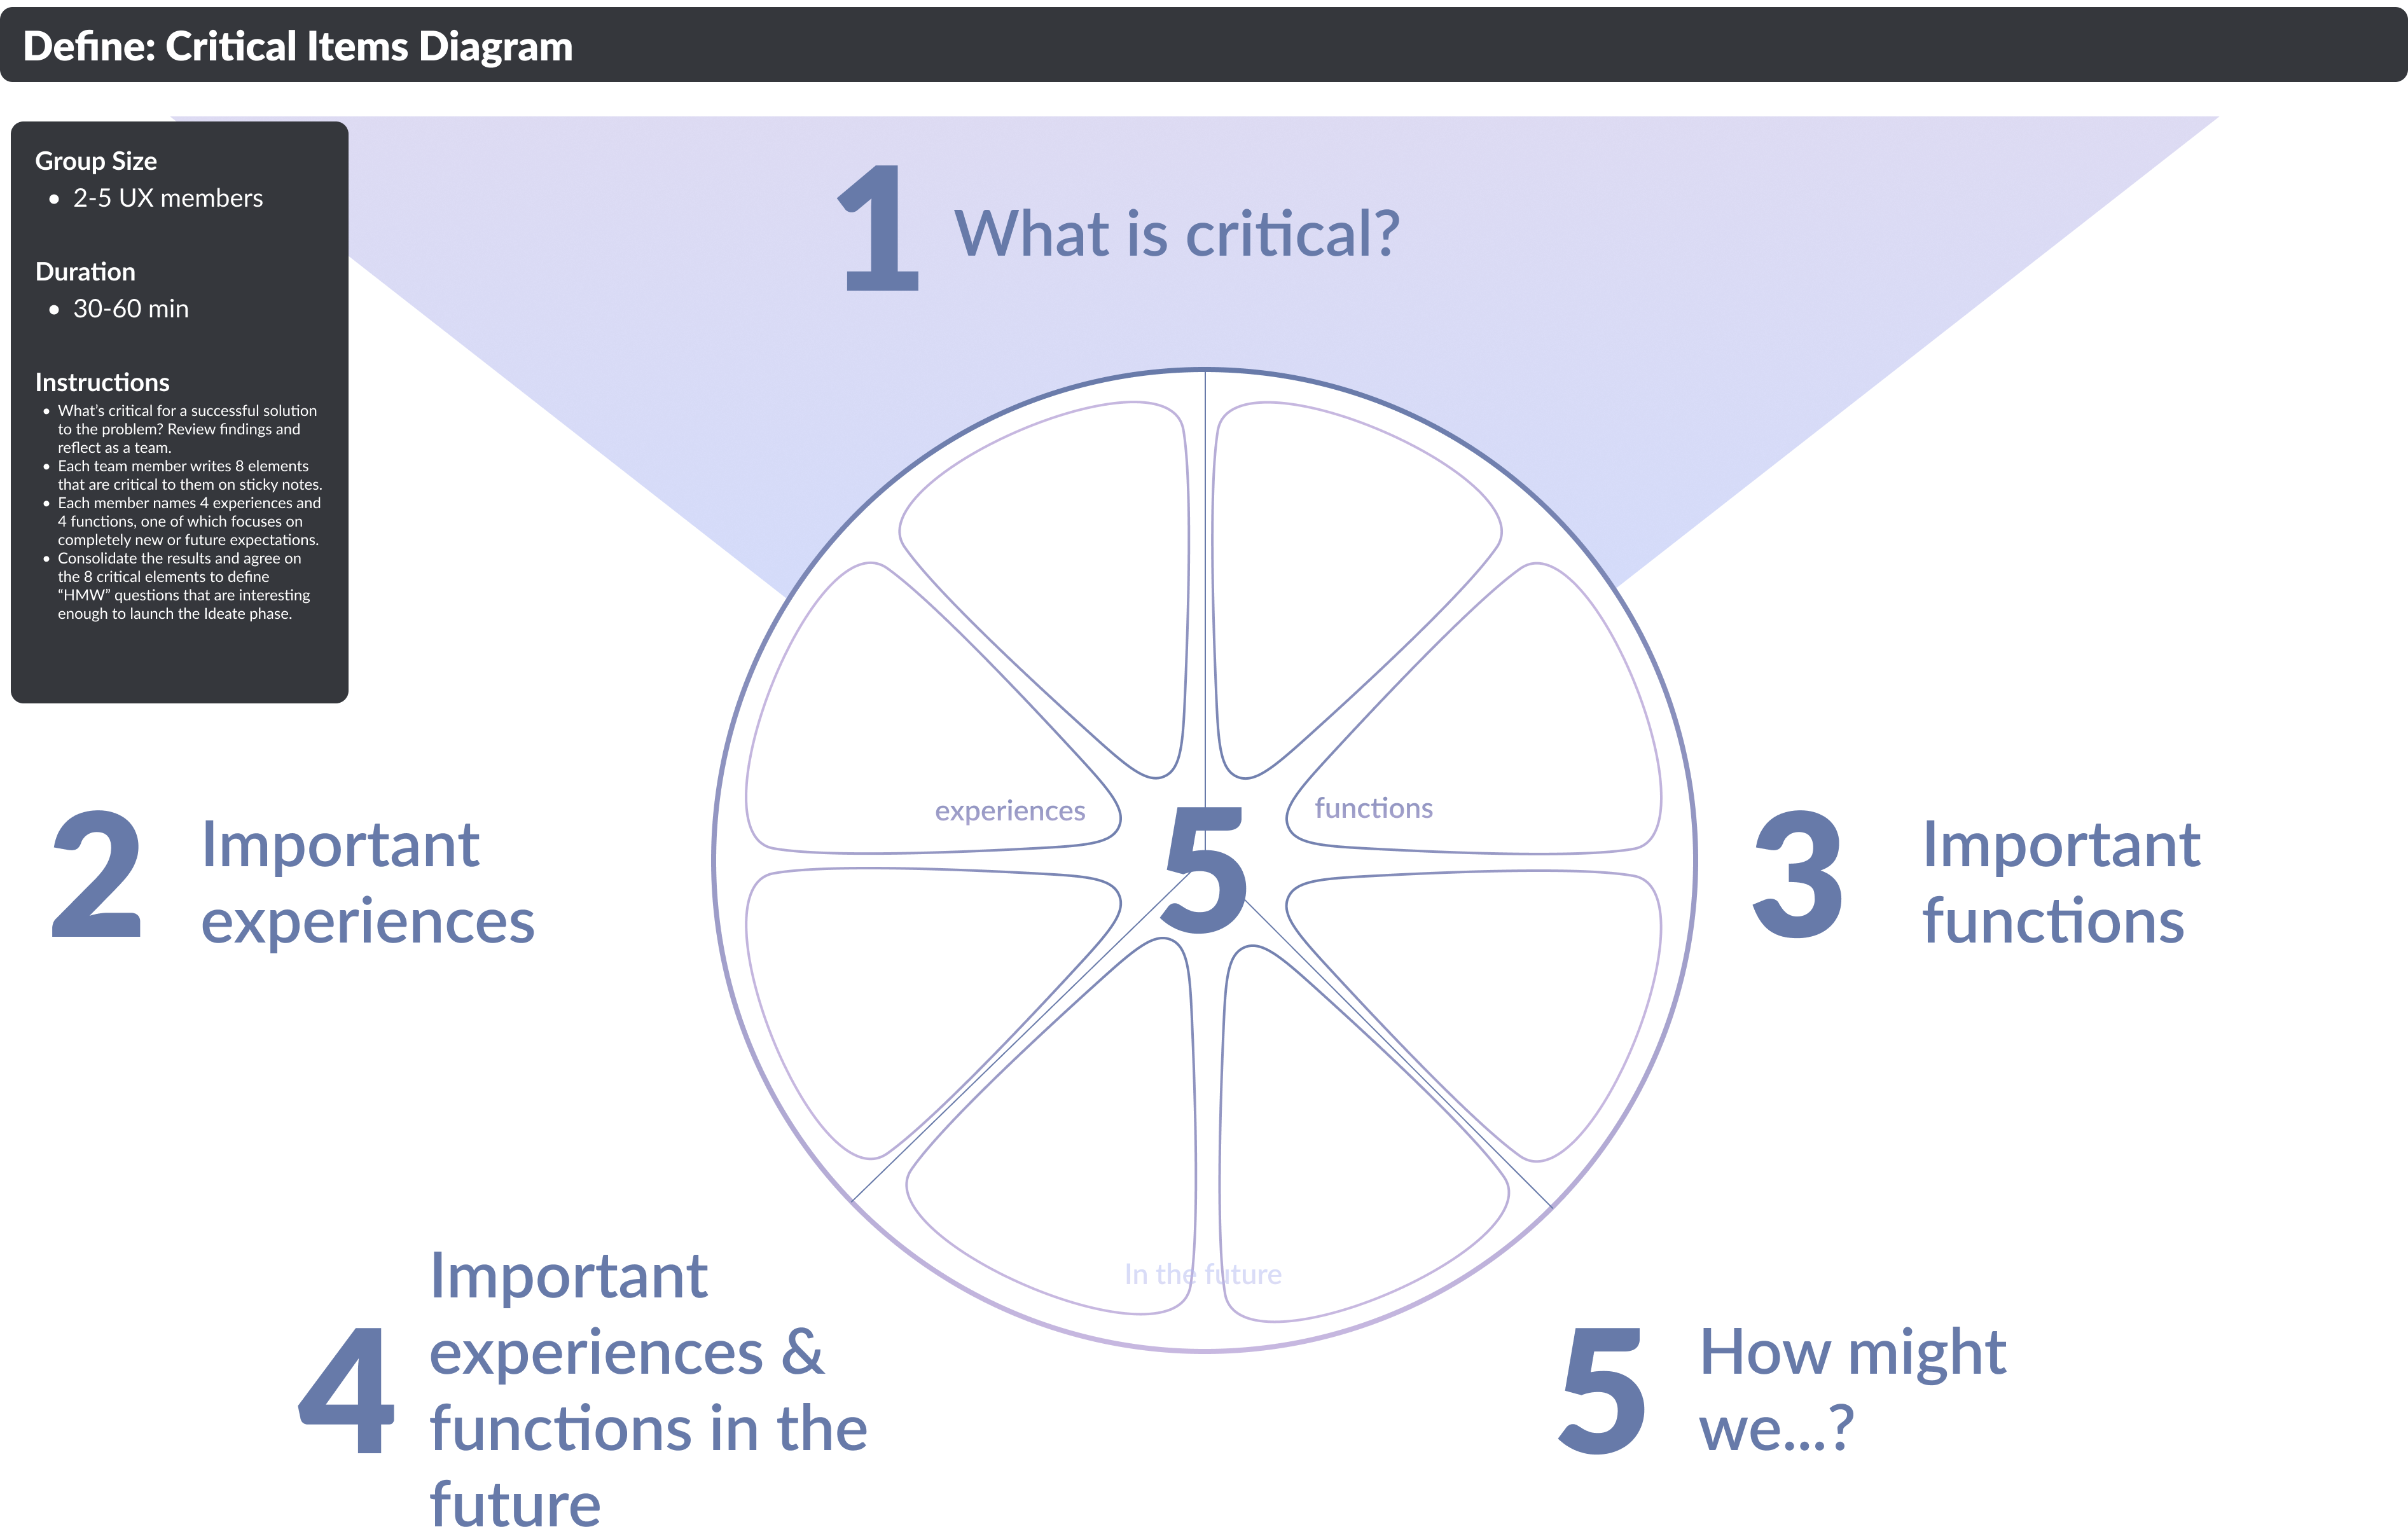 Define: Critical Items Diagram
Group Size
• 2-5 UX members
Duration
• 30-60 min
Instructions
• What's critical for a successful solution
to the problem? Review findings and
reflect as a team.
• Each team member writes 8 elements
that are critical to them on sticky notes.
• Each member names 4 experiences and
4 functions, one of which focuses on
completely new or future expectations.
• Consolidate the results and agree on
the 8 critical elements to define
“HMW” questions that are interesting
enough to launch the Ideate phase.
1 What is critical?
2 Important
experiences
experiences
functions
5
3 Important
functions
In the future
4 Important
experiences &
functions in the
future
5 How might
we...?